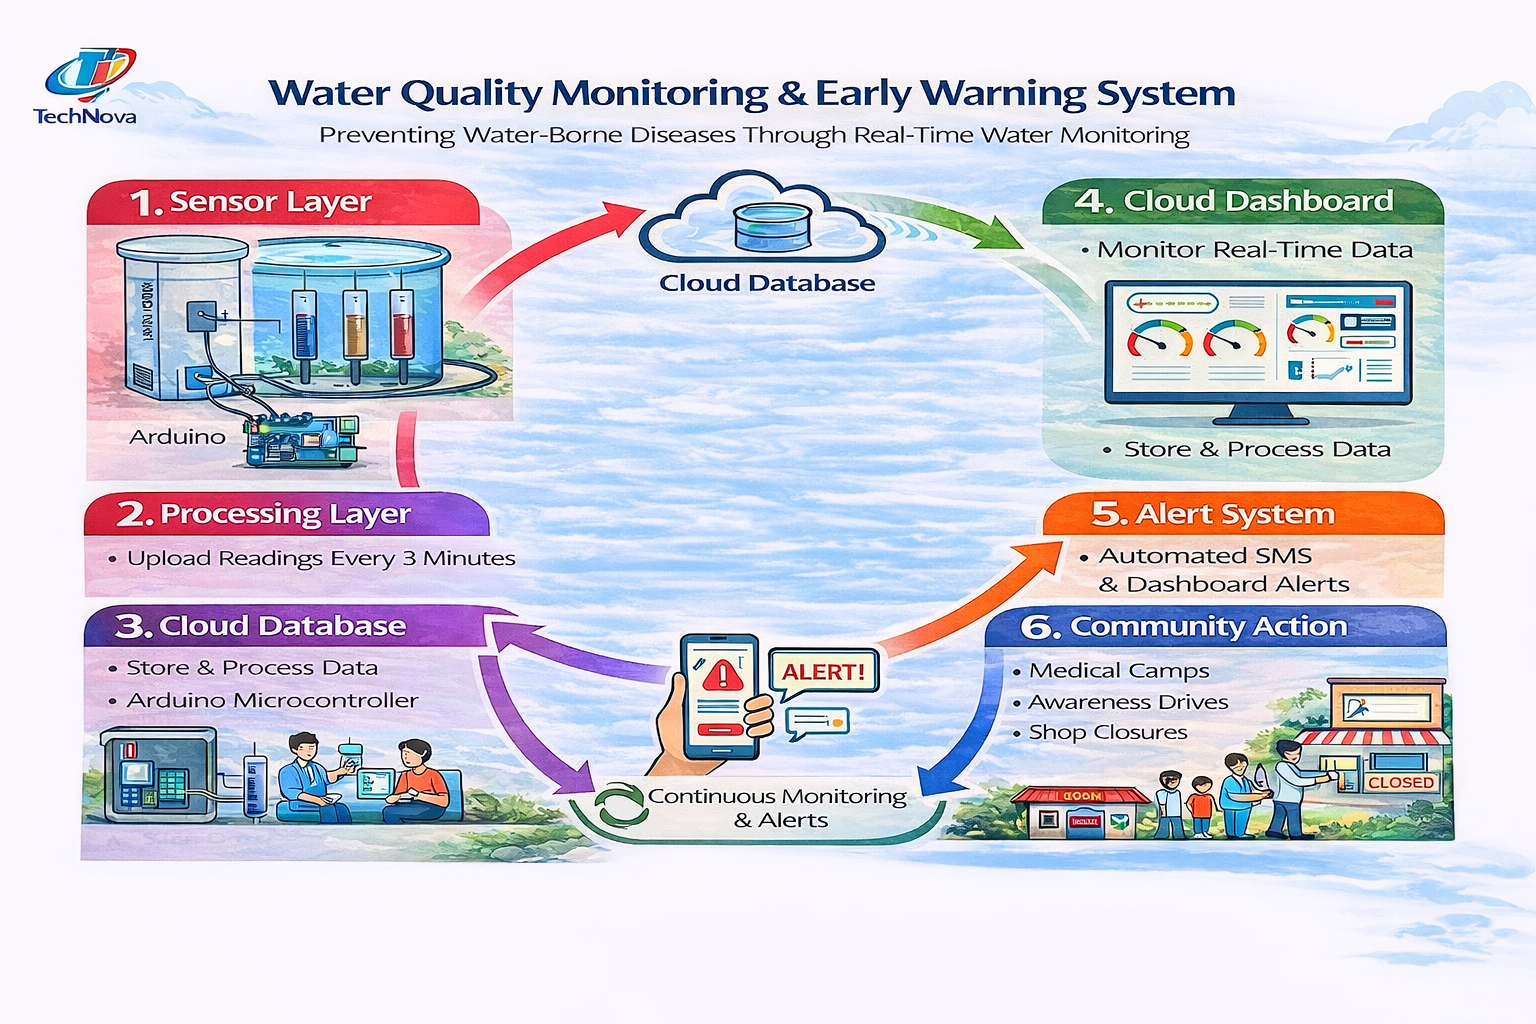 TechNova
Water Quality Monitoring & Early Warning System
Preventing Water-Borne Diseases Through Real-Time Water Monitoring
1. Sensor Layer
Arduino
2. Processing Layer
• Upload Readings Every 3 Minutes
3. Cloud Database
• Store & Process Data
• Arduino Microcontroller
Cloud Database
4. Cloud Dashboard
• Monitor Real-Time Data
• Store & Process Data
5. Alert System
• Automated SMS
& Dashboard Alerts
6. Community Action
• Medical Camps
• Awareness Drives
• Shop Closures
CLOSED
ALERT!
Continuous Monitoring
& Alerts